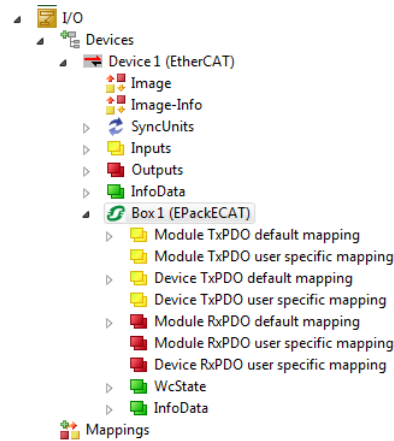 I/O
Devices
Device 1 (EtherCAT)
Image
Image-Info
SyncUnits
Inputs
Outputs
InfoData
Box 1 (EPackECAT)
Module TxPDO default mapping
Module TxPDO user specific mapping
Device TxPDO default mapping
Device TxPDO user specific mapping
Module RxPDO default mapping
Module RxPDO user specific mapping
Device RxPDO user specific mapping
WcState
InfoData
Mappings